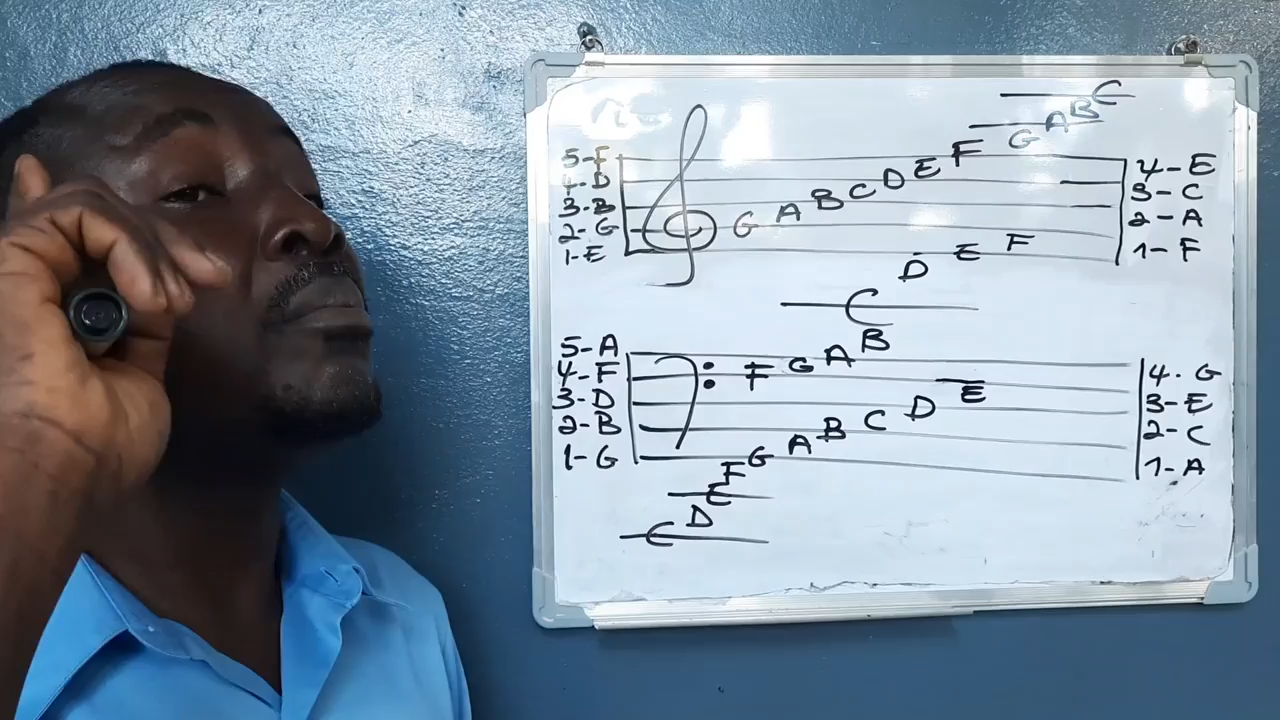 C
B
A
G
5-F
4-D
3-B
2-G
1-E
G A B C D E F
4-E
3-C
2-A
1-F
D E F
C
5-A
4-F
3-D
2-B
1-G
F G A B
G A B C D E
4. G
3-E
2-C
1-A
F
E
D
C